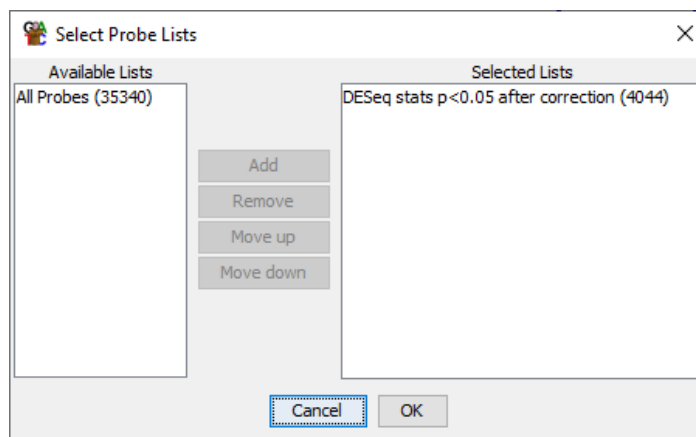 Select Probe Lists
Available Lists
All Probes (35340)
Add
Remove
Move up
Move down
Selected Lists
DESeq stats p<0.05 after correction (4044)
Cancel
OK